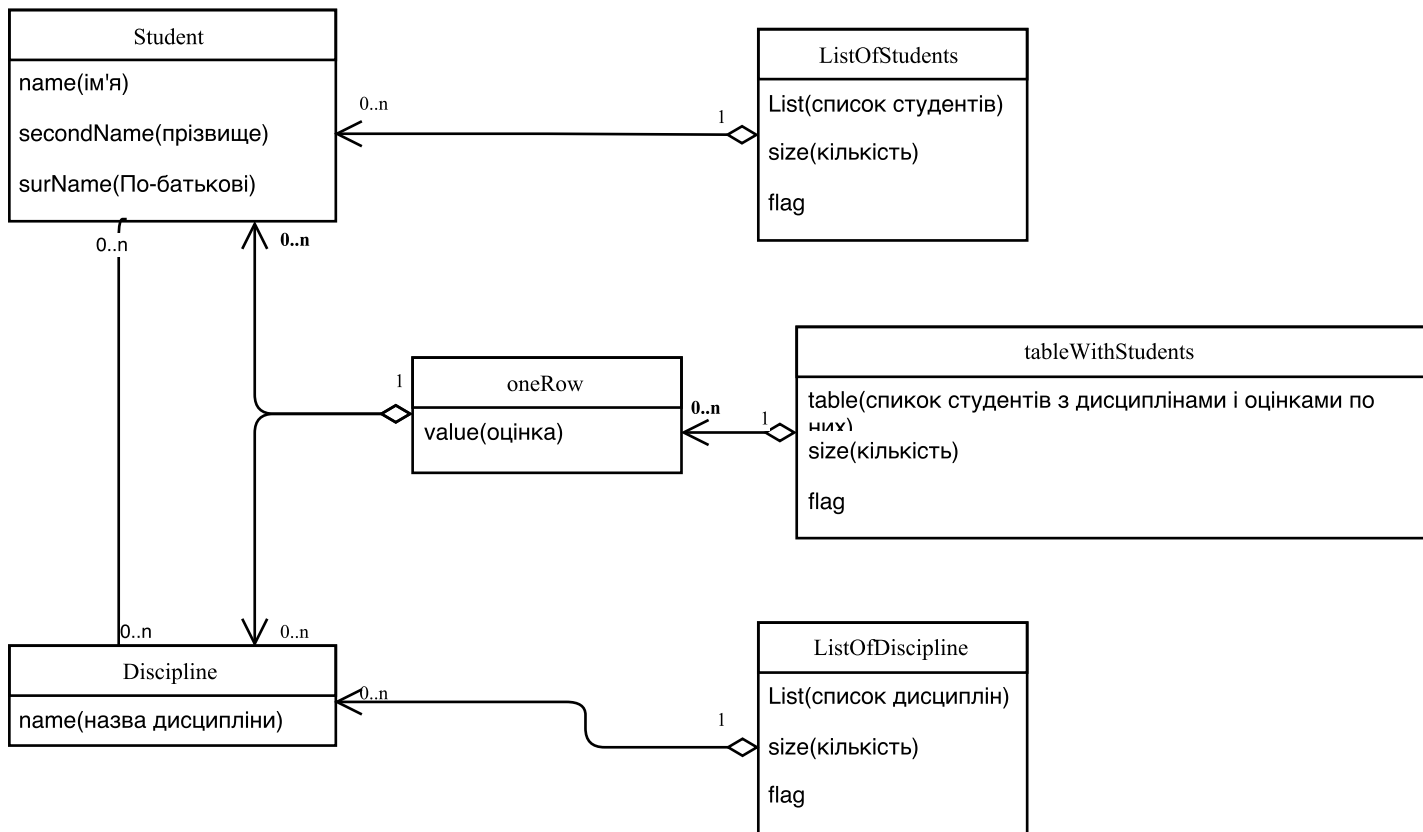 Student
name(ім'я)
secondName(прізвище)
surName(По-батькові)
0..n
0..n
0..n
1
ListOfStudents
List(список студентів)
size(кількість)
flag
1
oneRow
value(оцінка)
0..n
1
tableWithStudents
table(спикок студентів з дисциплінами і оцінками по
них)
size(кількість)
flag
0..n
0..n
Discipline
name(назва дисципліни)
0..n
1
ListOfDiscipline
List(список дисциплін)
size(кількість)
flag